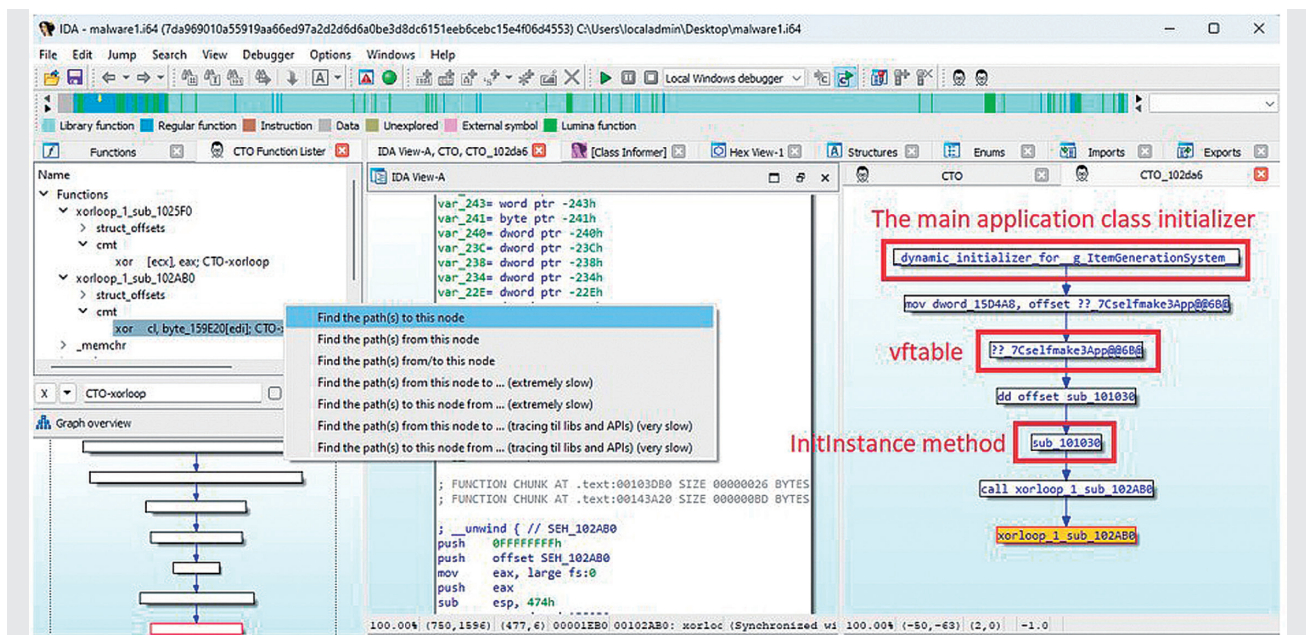 IDA - malware1.i64 (7da969010a55919aa66ed97a2d2d6d6a0be3d8dc6151eeb6cebc15e4f06d4553) C:\Users\localadmin\Desktop\malware1.i64
File Edit Jump Search View Debugger Options Windows Help
Local Windows debugger
Library function Regular function Instruction Data Unexplored External symbol Lumina function
Functions CTO Function Lister IDA View-A, CTO, CTO_102da6 [Class Informer] Hex View-1 Structures Enums Imports Exports
Name
Functions
xorloop_1_sub_1025F0
struct_offsets
cmt
xor [ecx], eax; CTO-xorloop
xorloop_1_sub_102AB0
struct_offsets
cmt
xor cl, byte_159E20[edi]; CTO-
_memchr
X CTO-xorloop
Graph overview
IDA View-A
var_243= word ptr -243h
var_241= byte ptr -241h
var_240= dword ptr -240h
var_23C= dword ptr -23Ch
var_238= dword ptr -238h
var_234= dword ptr -234h
var_22E= dword ptr -22Eh
Find the path(s) to this node
Find the path(s) from this node
Find the path(s) from/to this node
Find the path(s) from this node to ... (extremely slow)
Find the path(s) to this node from ... (extremely slow)
Find the path(s) from this node to ... (tracing til libs and APIs) (very slow)
Find the path(s) to this node from ... (tracing til libs and APIs) (very slow)
; FUNCTION CHUNK AT .text:00103DB0 SIZE 00000026 BYTES
; FUNCTION CHUNK AT .text:00143A20 SIZE 000000BD BYTES
; __unwind { // SEH_102AB0
push 0FFFFFFFFh
push offset SEH_102AB0
mov eax, large fs:0
push eax
sub esp, 474h
100.00% (750,1596) (477,6) 00001EB0 00102AB0: xorloc (Synchronized wi
CTO CTO_102da6
The main application class initializer
_dynamic_initializer_for__g_ItemGenerationSystem__
mov dword_15D4A8, offset ??_7Cselfmake3App@@6B@
vftable
??_7Cselfmake3App@@6B@
dd offset sub_101030
InitInstance method
sub_101030
call xorloop_1_sub_102AB0
xorloop_1_sub_102AB0
100.00% (-50,-63) (2,0) -1.0